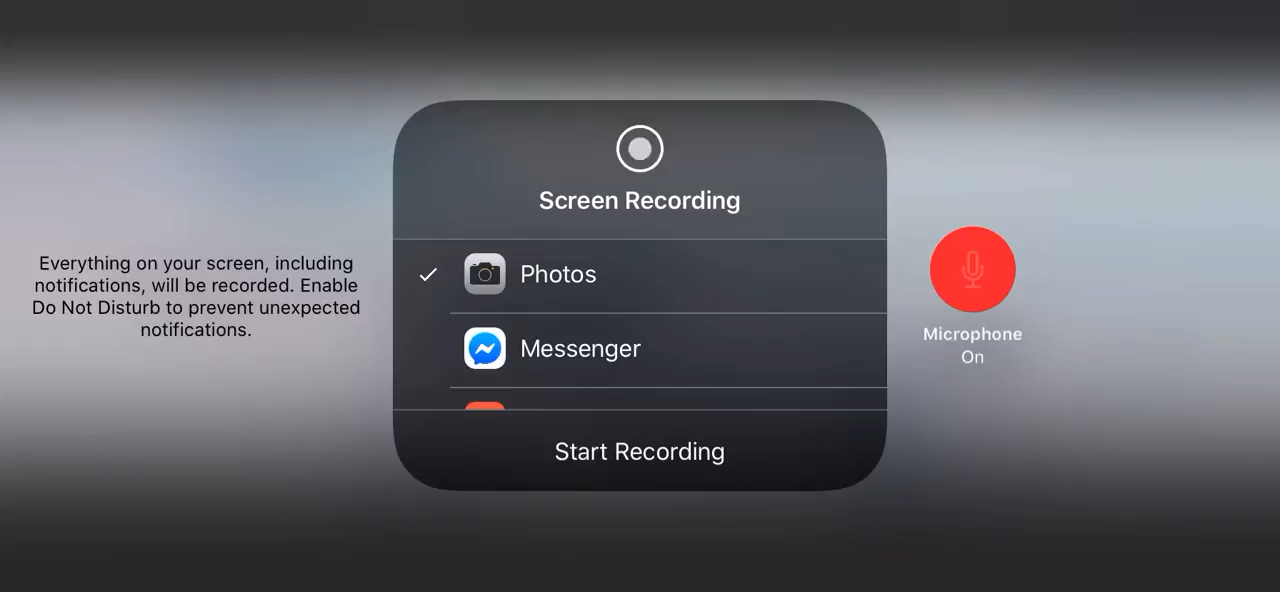 Everything on your screen, including
notifications, will be recorded. Enable
Do Not Disturb to prevent unexpected
notifications.
Screen Recording
Photos
Messenger
Start Recording
Microphone
On